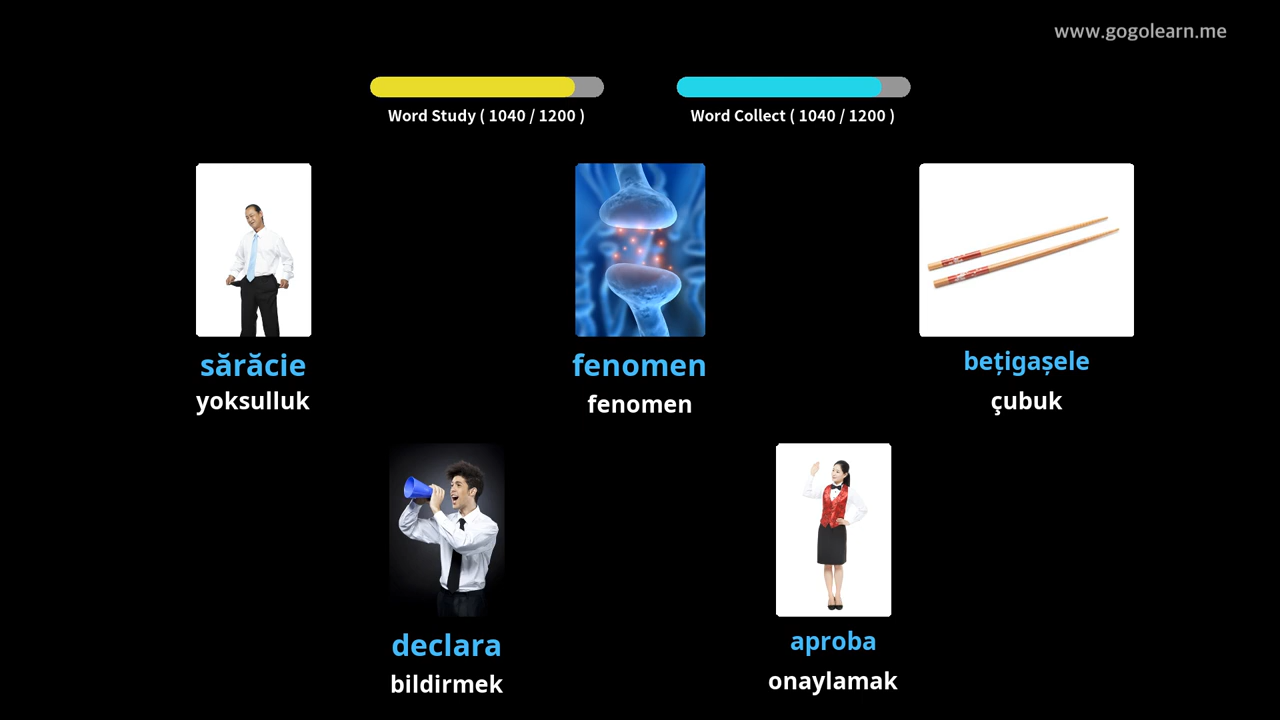 www.gogolearn.me
Word Study ( 1040 / 1200 )
Word Collect ( 1040 / 1200 )
sărăcie
yoksulluk
fenomen
fenomen
bețigașele
çubuk
declara
bildirmek
aproba
onaylamak